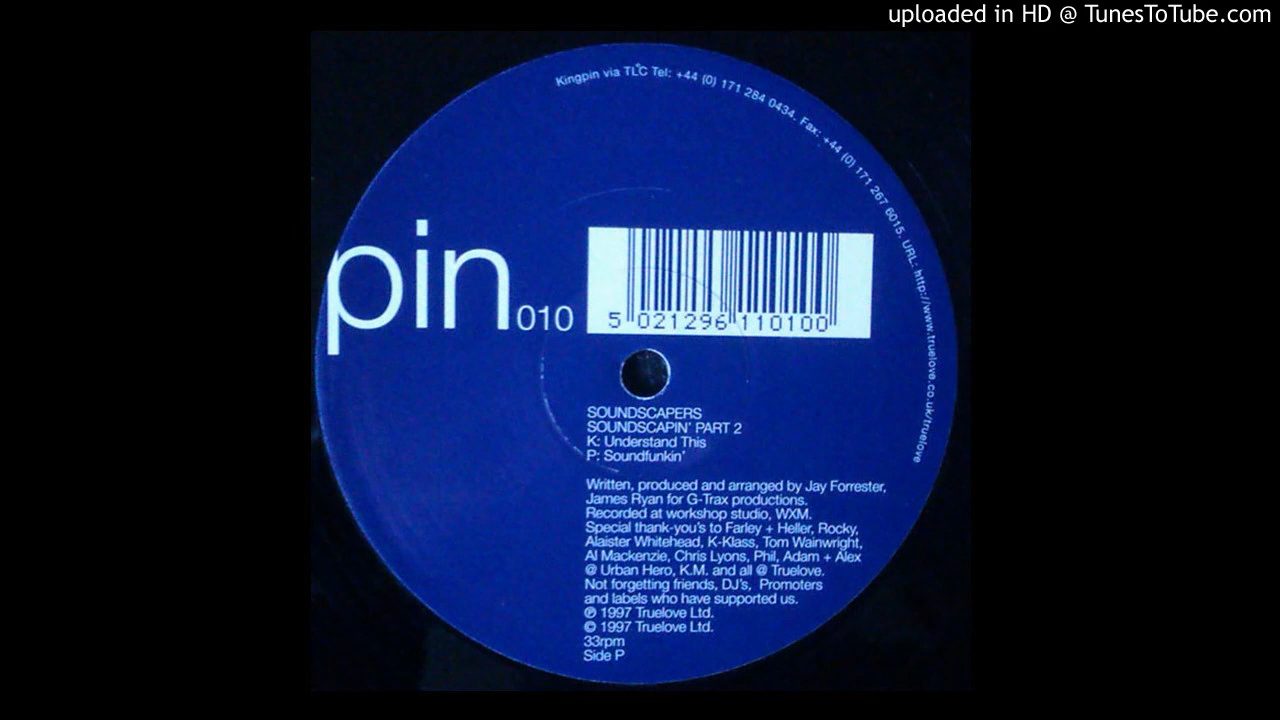 uploaded in HD @ TunesToTube.com
Kingpin via TLC Tel: +44 (0) 171 284 0434. Fax: +44 (0) 171 267 6015. URL: http://www.truelove.co.uk/truelove
pin 010
5 021296 110100
SOUNDSCAPERS
SOUNDSCAPIN' PART 2
K: Understand This
P: Soundfunkin'
Written, produced and arranged by Jay Forrester,
James Ryan for G-Trax productions.
Recorded at workshop studio, WXM.
Special thank-you's to Farley + Heller, Rocky,
Alaister Whitehead, K-Klass, Tom Wainwright,
Al Mackenzie, Chris Lyons, Phil, Adam + Alex
@ Urban Hero, K.M. and all @ Truelove.
Not forgetting friends, DJ's, Promoters
and labels who have supported us.
℗ 1997 Truelove Ltd.
© 1997 Truelove Ltd.
33rpm
Side P